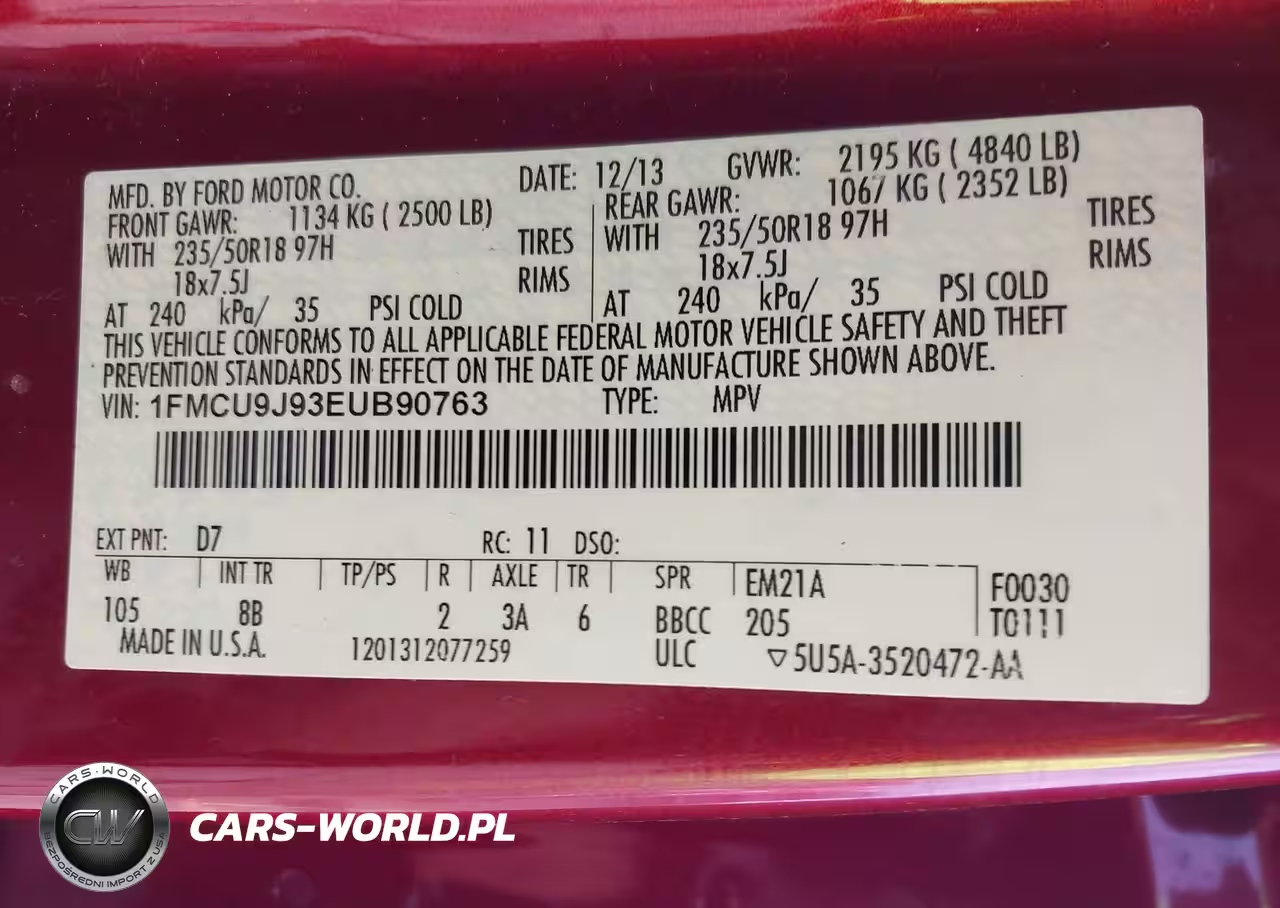 MFD. BY FORD MOTOR CO. DATE: 12/13 GVWR: 2195 KG ( 4840 LB)
FRONT GAWR: 1134 KG ( 2500 LB) REAR GAWR: 1067 KG ( 2352 LB)
WITH 235/50R18 97H TIRES WITH 235/50R18 97H TIRES
18x7.5J RIMS 18x7.5J RIMS
AT 240 kPa/ 35 PSI COLD AT 240 kPa/ 35 PSI COLD
THIS VEHICLE CONFORMS TO ALL APPLICABLE FEDERAL MOTOR VEHICLE SAFETY AND THEFT
PREVENTION STANDARDS IN EFFECT ON THE DATE OF MANUFACTURE SHOWN ABOVE.
VIN: 1FMCU9J93EUB90763 TYPE: MPV
EXT PNT: D7 RC: 11 DSO:
WB INT TR TP/PS R AXLE TR SPR EM21A F0030
105 8B 2 3A 6 BBCC 205 T0111
MADE IN U.S.A. 1201312077259 ULC ▽5U5A-3520472-AA
CARS-WORLD
CW
BEZPOŚREDNI IMPORT Z USA
CARS-WORLD.PL